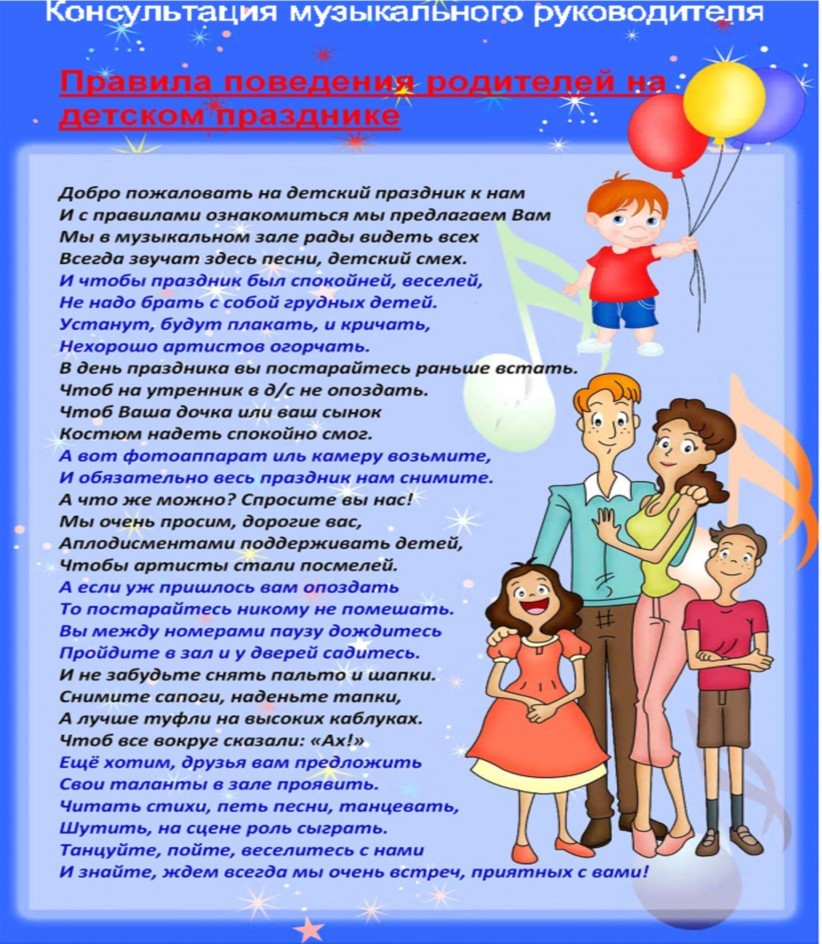 Консультация музыкального руководителя
Правила поведения родителей на
детском празднике
Добро пожаловать на детский праздник к нам
И с правилами ознакомиться мы предлагаем Вам
Мы в музыкальном зале рады видеть всех
Всегда звучат здесь песни, детский смех.
И чтобы праздник был спокойней, веселей,
Не надо брать с собой грудных детей.
Устанут, будут плакать, и кричать,
Нехорошо артистов огорчать.
В день праздника вы постарайтесь раньше встать.
Чтоб на утренник в д/с не опоздать.
Чтоб Ваша дочка или ваш сынок
Костюм надеть спокойно смог.
А вот фотоаппарат иль камеру возьмите,
И обязательно весь праздник нам снимите.
А что же можно? Спросите вы нас!
Мы очень просим, дорогие вас,
Аплодисментами поддерживать детей,
Чтобы артисты стали посмелей.
А если уж пришлось вам опоздать
То постарайтесь никому не помешать.
Вы между номерами паузу дождитесь
Пройдите в зал и у дверей садитесь.
И не забудьте снять пальто и шапки.
Снимите сапоги, наденьте тапки,
А лучше туфли на высоких каблуках.
Чтоб все вокруг сказали: «Ах!»
Ещё хотим, друзья вам предложить
Свои таланты в зале проявить.
Читать стихи, петь песни, танцевать,
Шутить, на сцене роль сыграть.
Танцуйте, пойте, веселитесь с нами
И знайте, ждем всегда мы очень встреч, приятных с вами!